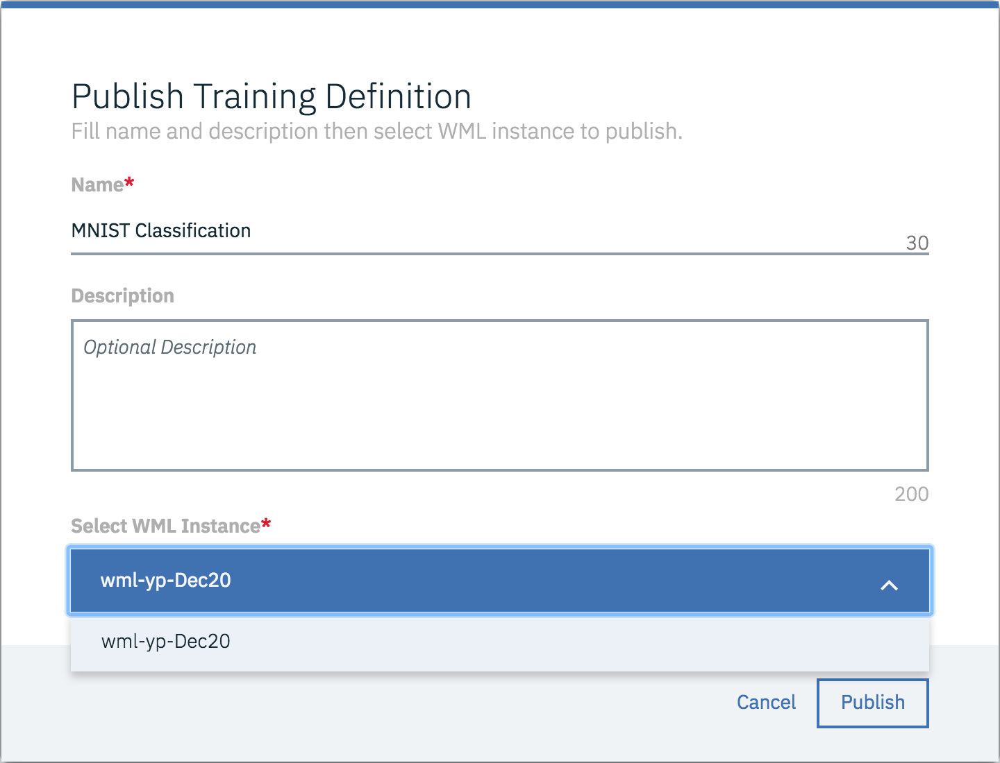 Publish Training Definition
Fill name and description then select WML instance to publish.
Name*
MNIST Classification
30
Description
Optional Description
200
Select WML Instance*
wml-yp-Dec20
wml-yp-Dec20
Cancel Publish